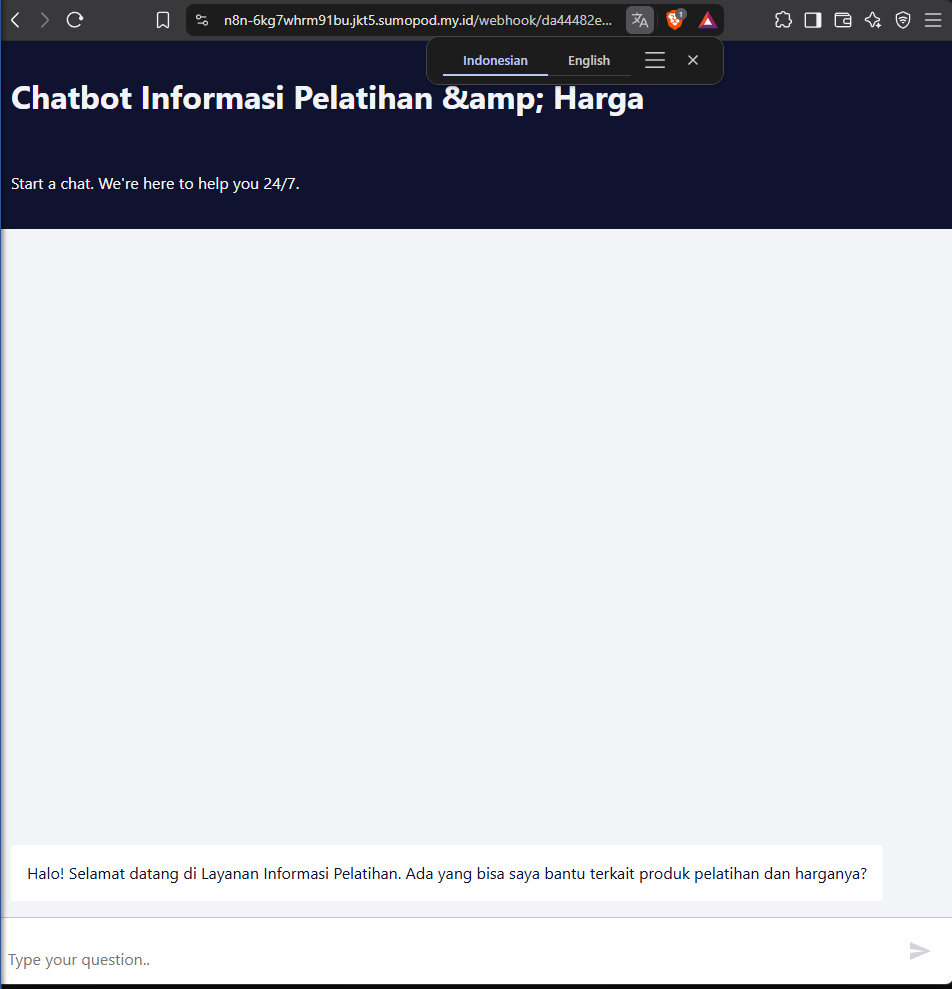 n8n-6kg7whrm91bu.jkt5.sumopod.my.id/webhook/da44482e...
1
Indonesian English
Chatbot Informasi Pelatihan &amp; Harga
Start a chat. We're here to help you 24/7.
Halo! Selamat datang di Layanan Informasi Pelatihan. Ada yang bisa saya bantu terkait produk pelatihan dan harganya?
Type your question..